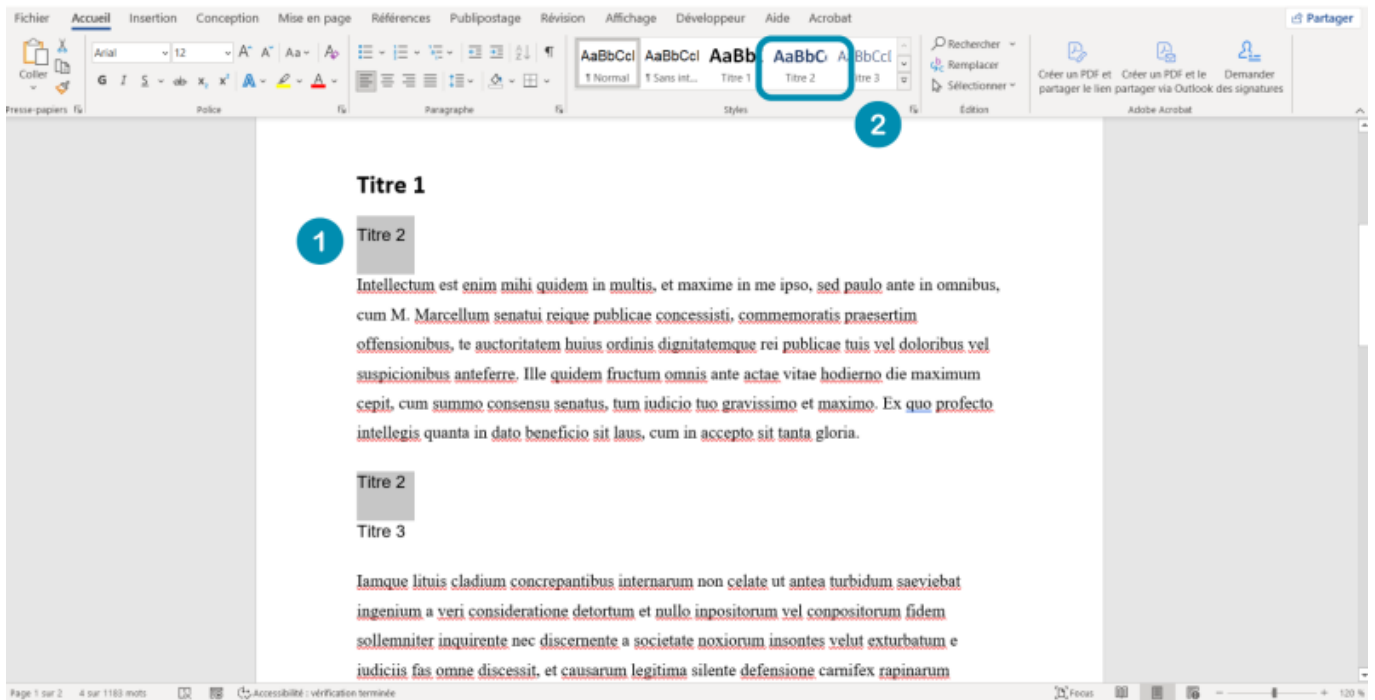 Fichier Accueil Insertion Conception Mise en page Références Publipostage Révision Affichage Développeur Aide Acrobat Partager
Coller
Arial 12
Aa
G I S ab x, x² A A
AaBbCcI AaBbCcI AaBb( AaBbC( A BbCcI
¶ Normal ¶ Sans int... Titre 1 Titre 2 itre 3
Rechercher
Remplacer
Sélectionner
Créer un PDF et partager le lien
Créer un PDF et le partager via Outlook
Demander des signatures
Presse-papiers Police Paragraphe Styles Édition Adobe Acrobat
2
Titre 1
1
Titre 2
Intellectum est enim mihi quidem in multis, et maxime in me ipso, sed paulo ante in omnibus,
cum M. Marcellum senatui reique publicae concessisti, commemoratis praesertim
offensionibus, te auctoritatem huius ordinis dignitatemque rei publicae tuis vel doloribus vel
suspicionibus anteferre. Ille quidem fructum omnis ante actae vitae hodierno die maximum
cepit, cum summo consensu senatus, tum iudicio tuo gravissimo et maximo. Ex quo profecto
intellegis quanta in dato beneficio sit laus, cum in accepto sit tanta gloria.
Titre 2
Titre 3
Iamque lituis cladium concrepantibus internarum non celate ut antea turbidum saeviebat
ingenium a veri consideratione detortum et nullo inpositorum vel conpositorum fidem
sollemniter inquirente nec discernente a societate noxiorum insontes velut exturbatum e
iudiciis fas omne discessit, et causarum legitima silente defensione carnifex rapinarum
Page 1 sur 2 4 sur 1183 mots Accessibilité : vérification terminée Focus 120 %